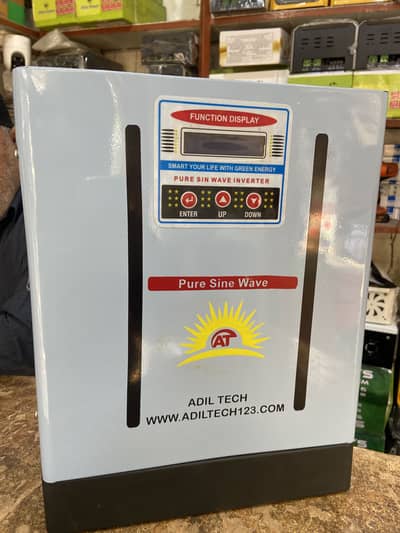 FUNCTION DISPLAY
SMART YOUR LIFE WITH GREEN ENERGY
PURE SIN WAVE INVERTER
ENTER UP DOWN
Pure Sine Wave
AT
ADIL TECH
WWW.ADILTECH123.COM